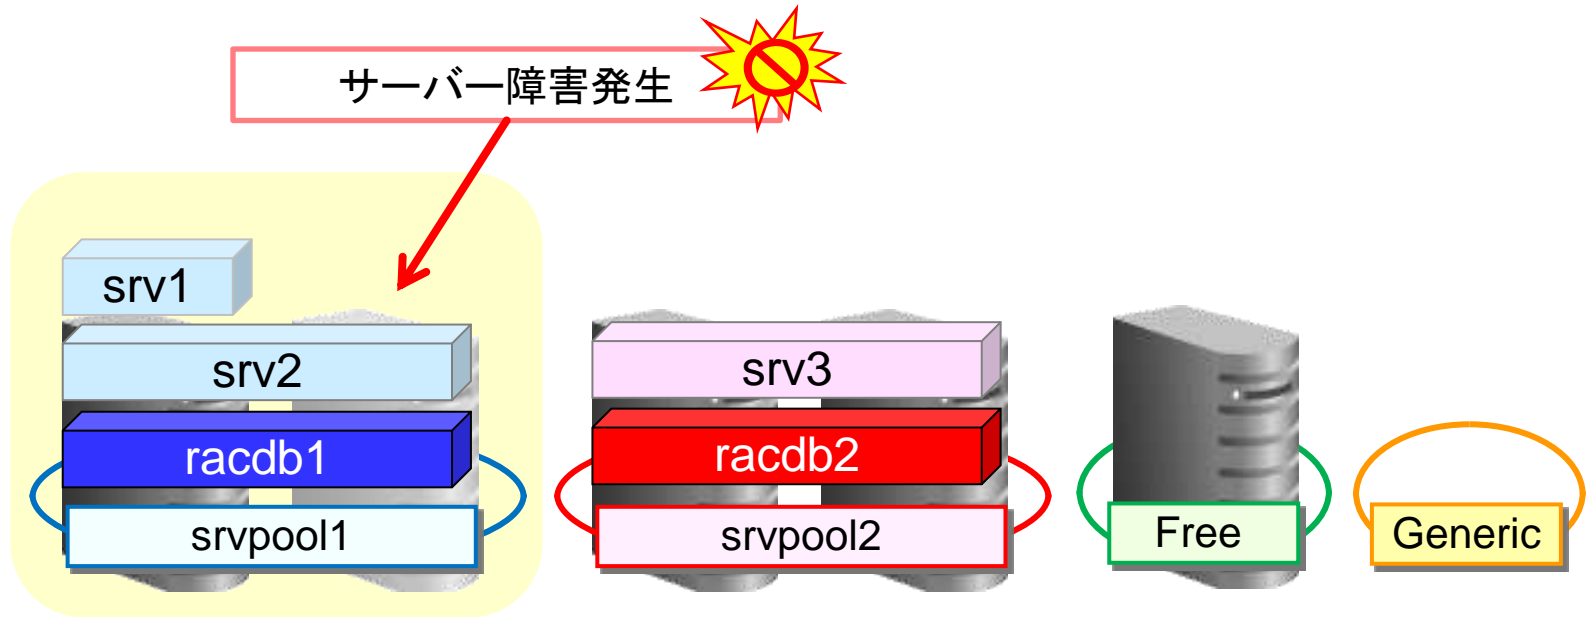 サーバー障害発生
srv1
srv2
racdb1
srvpool1
srv3
racdb2
srvpool2
Free
Generic